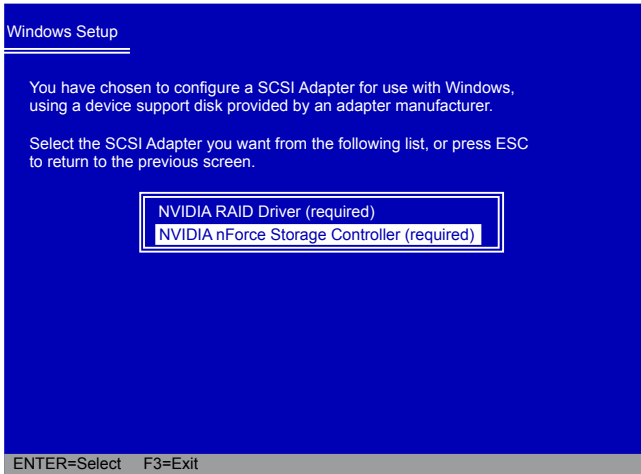 Windows Setup
You have chosen to configure a SCSI Adapter for use with Windows,
using a device support disk provided by an adapter manufacturer.
Select the SCSI Adapter you want from the following list, or press ESC
to return to the previous screen.
NVIDIA RAID Driver (required)
NVIDIA nForce Storage Controller (required)
ENTER=Select F3=Exit